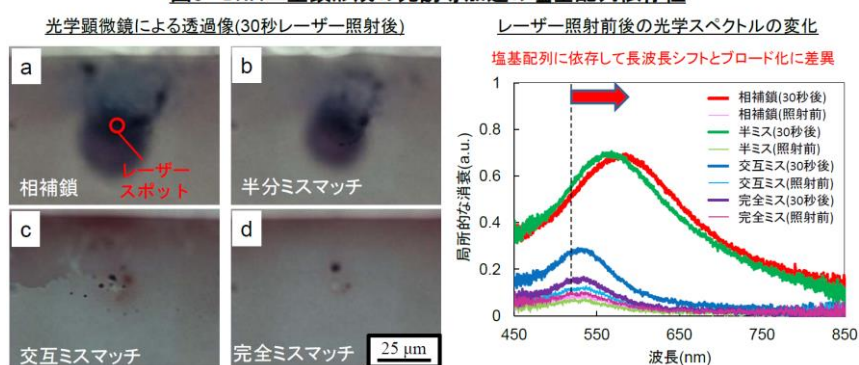 光学顕微鏡による透過像(30秒レーザー照射後)
a
レーザー
スポット
相補鎖
b
半分ミスマッチ
c
交互ミスマッチ
d
完全ミスマッチ
25 μm
レーザー照射前後の光学スペクトルの変化
塩基配列に依存して長波長シフトとブロード化に差異
相補鎖(30秒後)
相補鎖(照射前)
半ミス(30秒後)
半ミス(照射前)
交互ミス(30秒後)
交互ミス(照射前)
完全ミス(30秒後)
完全ミス(照射前)
局所的な消衰(a.u.)
1
0.8
0.6
0.4
0.2
0
450
550
650
750
850
波長(nm)